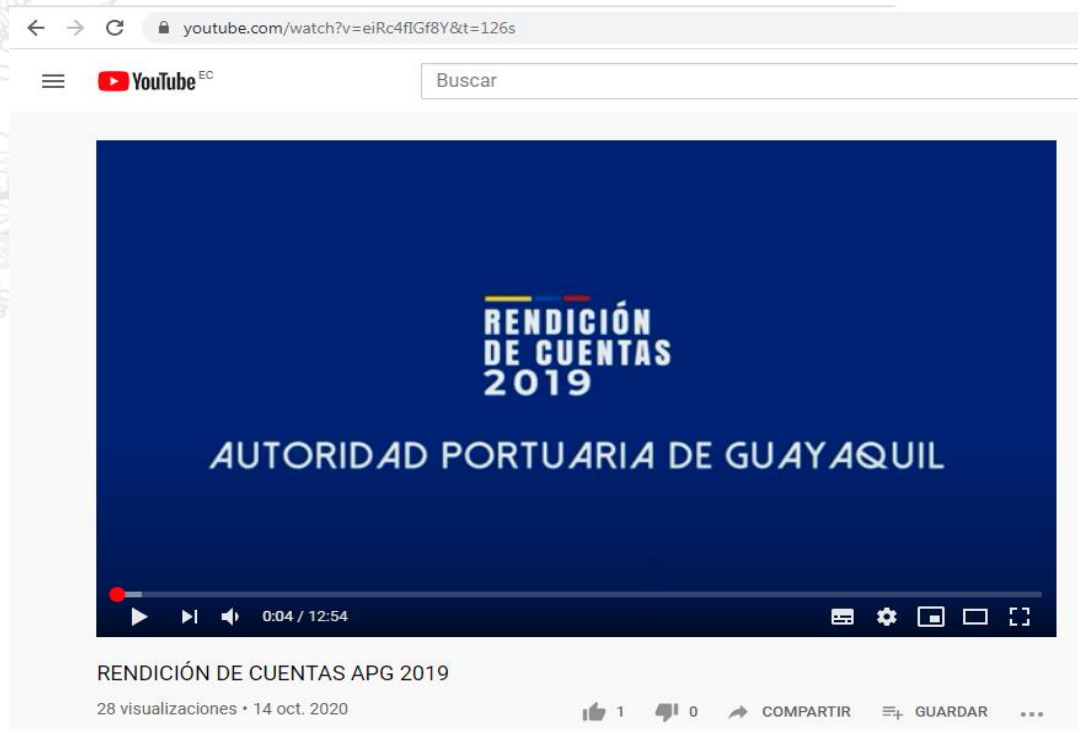 youtube.com/watch?v=eiRc4fIGf8Y&t=126s
YouTube EC
Buscar
RENDICIÓN
DE CUENTAS
2019
AUTORIDAD PORTUARIA DE GUAYAQUIL
0:04 / 12:54
RENDICIÓN DE CUENTAS APG 2019
28 visualizaciones • 14 oct. 2020 1 0 COMPARTIR GUARDAR